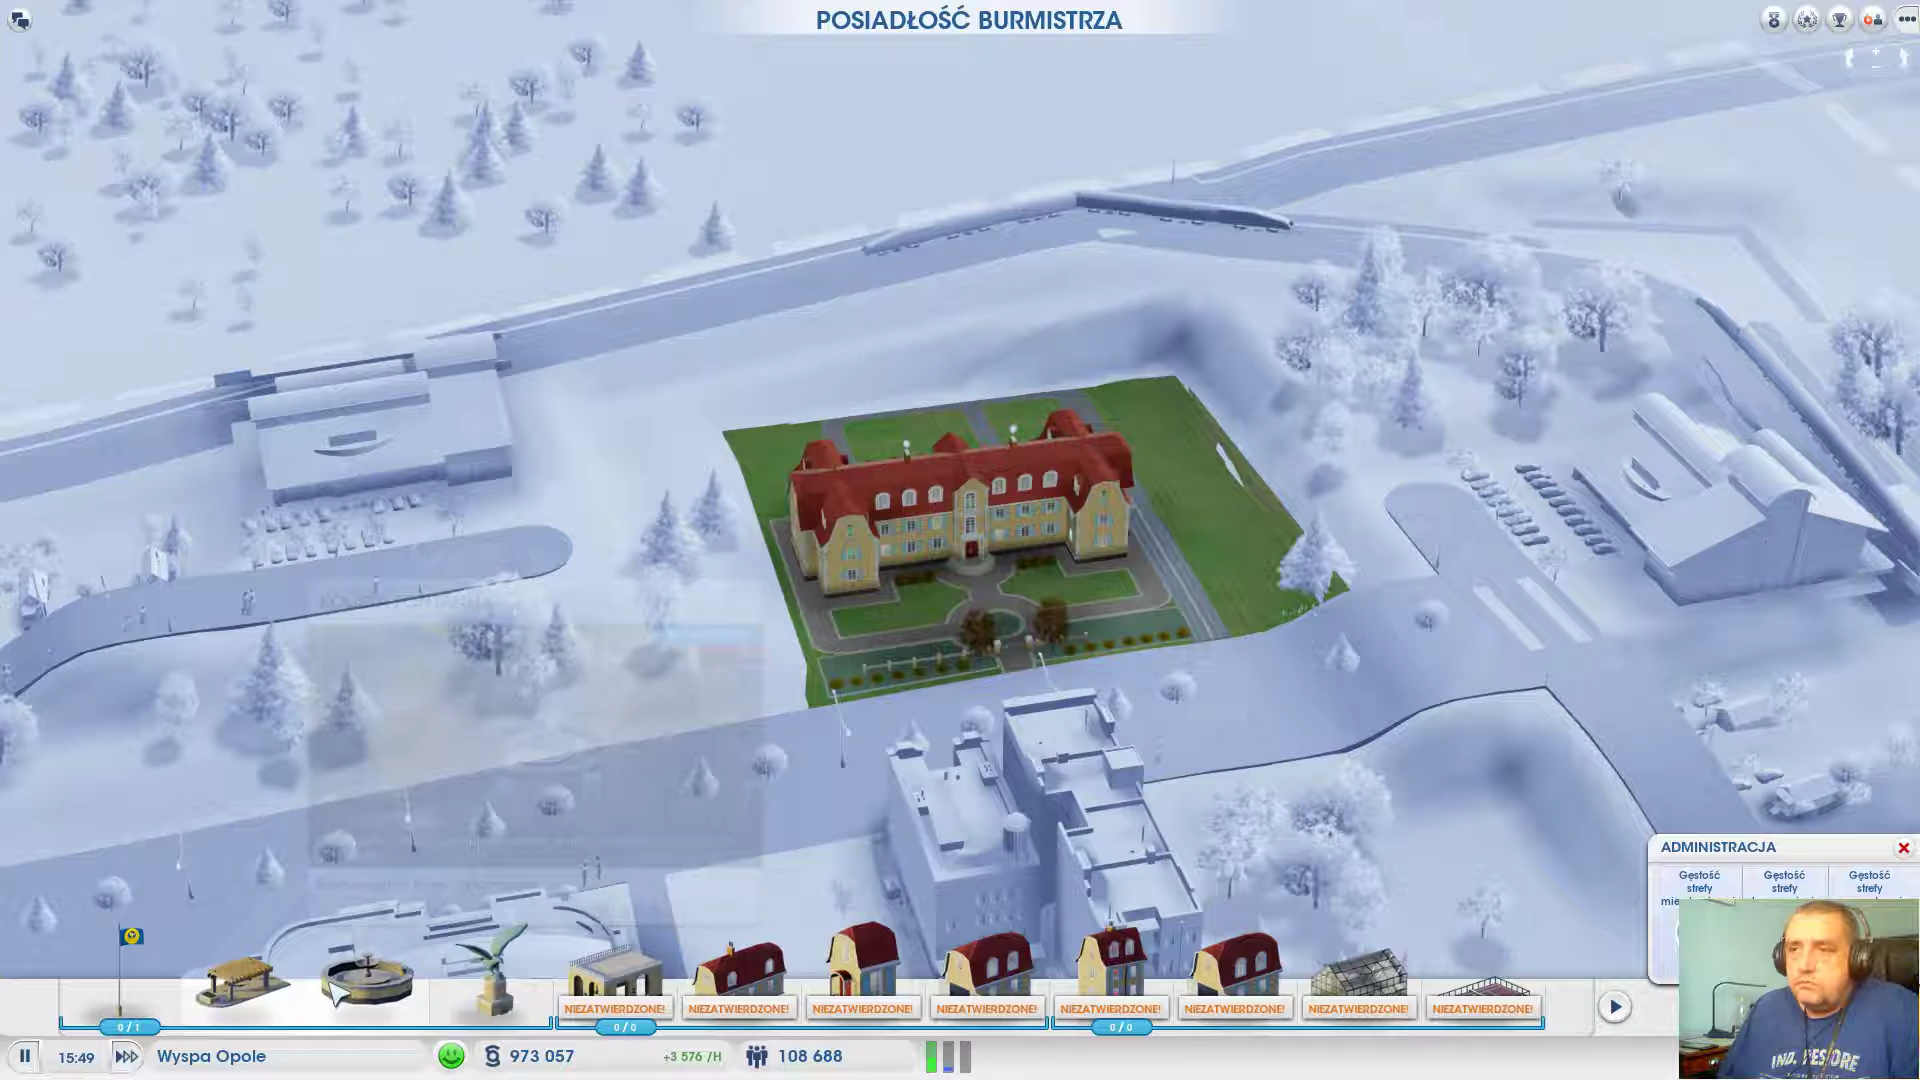 POSIADŁOŚĆ BURMISTRZA
ADMINISTRACJA
Gęstość strefy
Gęstość strefy
Gęstość strefy
NIEZATWIERDZONE!
NIEZATWIERDZONE!
NIEZATWIERDZONE!
NIEZATWIERDZONE!
NIEZATWIERDZONE!
NIEZATWIERDZONE!
NIEZATWIERDZONE!
NIEZATWIERDZONE!
0 / 1
0 / 0
0 / 0
15:49
Wyspa Opole
973 057
+3 576 /H
108 688